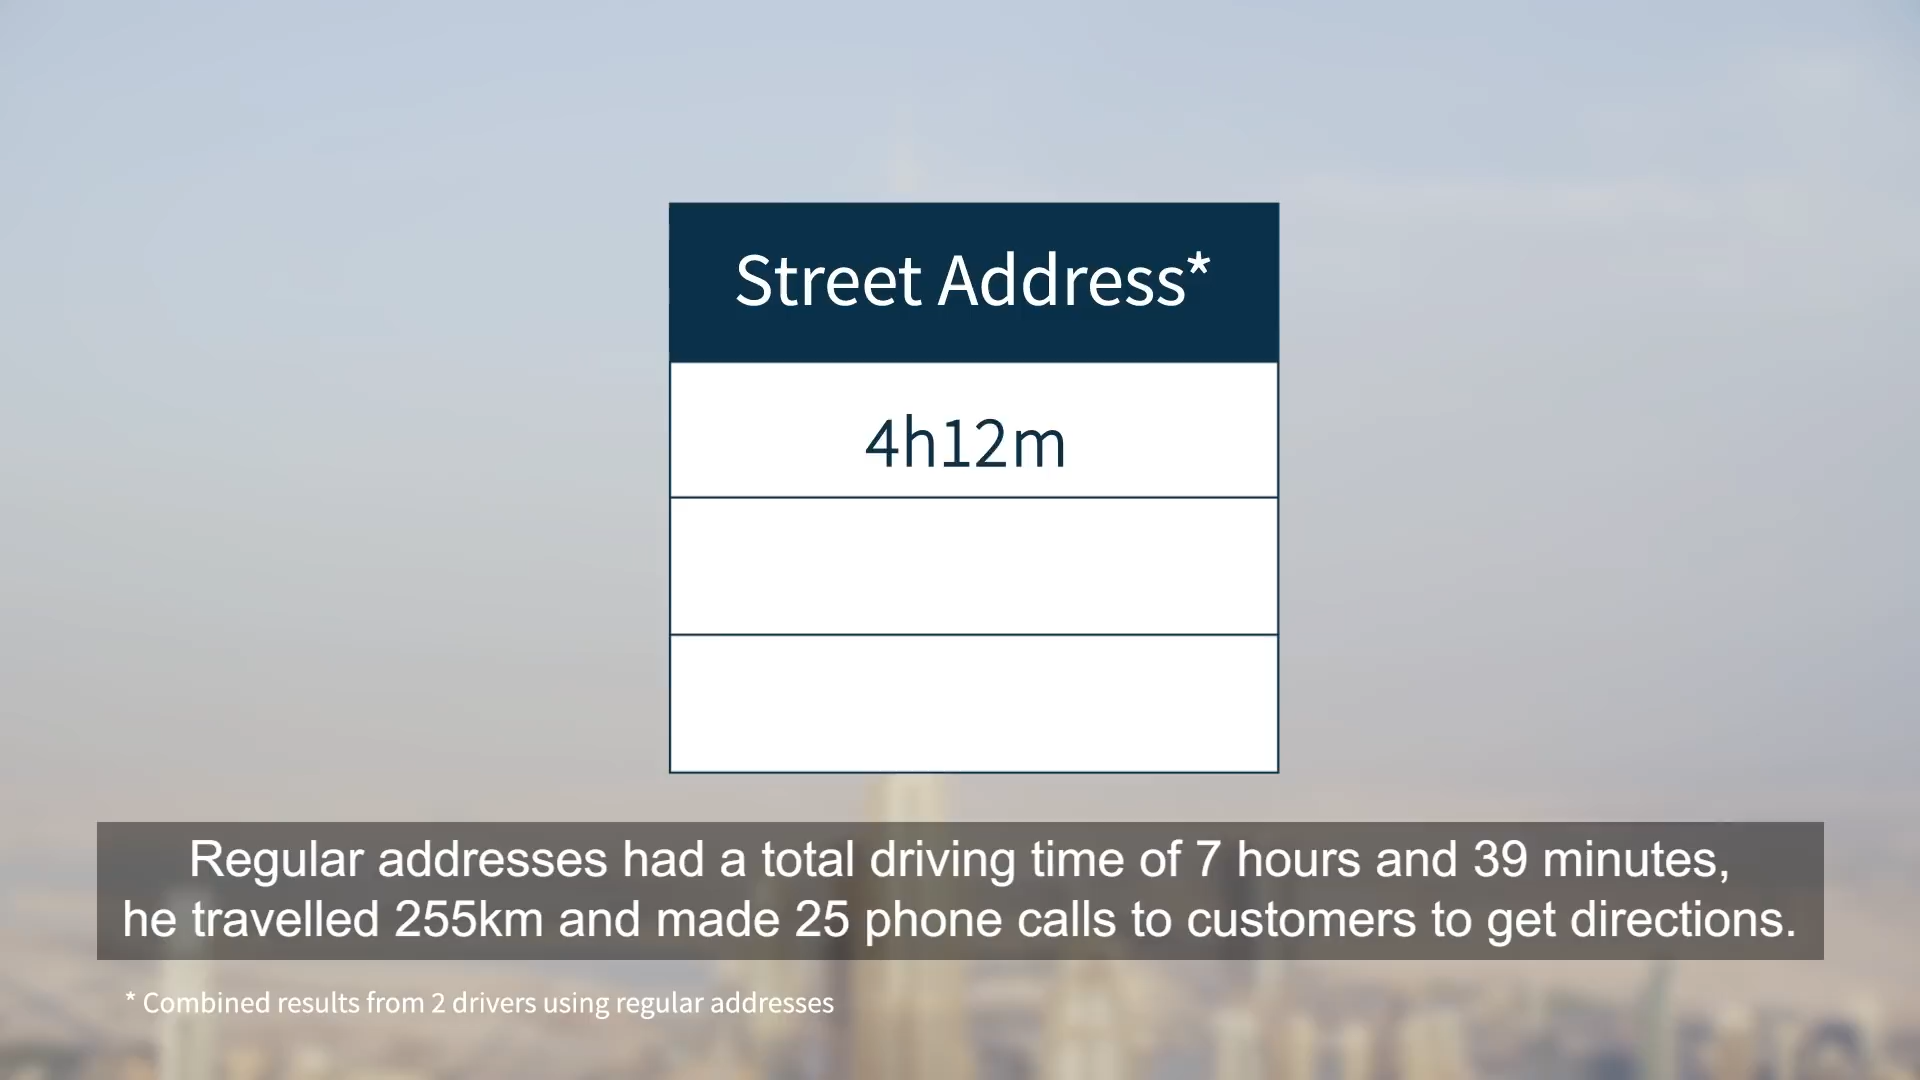 Street Address*
4h12m
Regular addresses had a total driving time of 7 hours and 39 minutes,
he travelled 255km and made 25 phone calls to customers to get directions.
* Combined results from 2 drivers using regular addresses